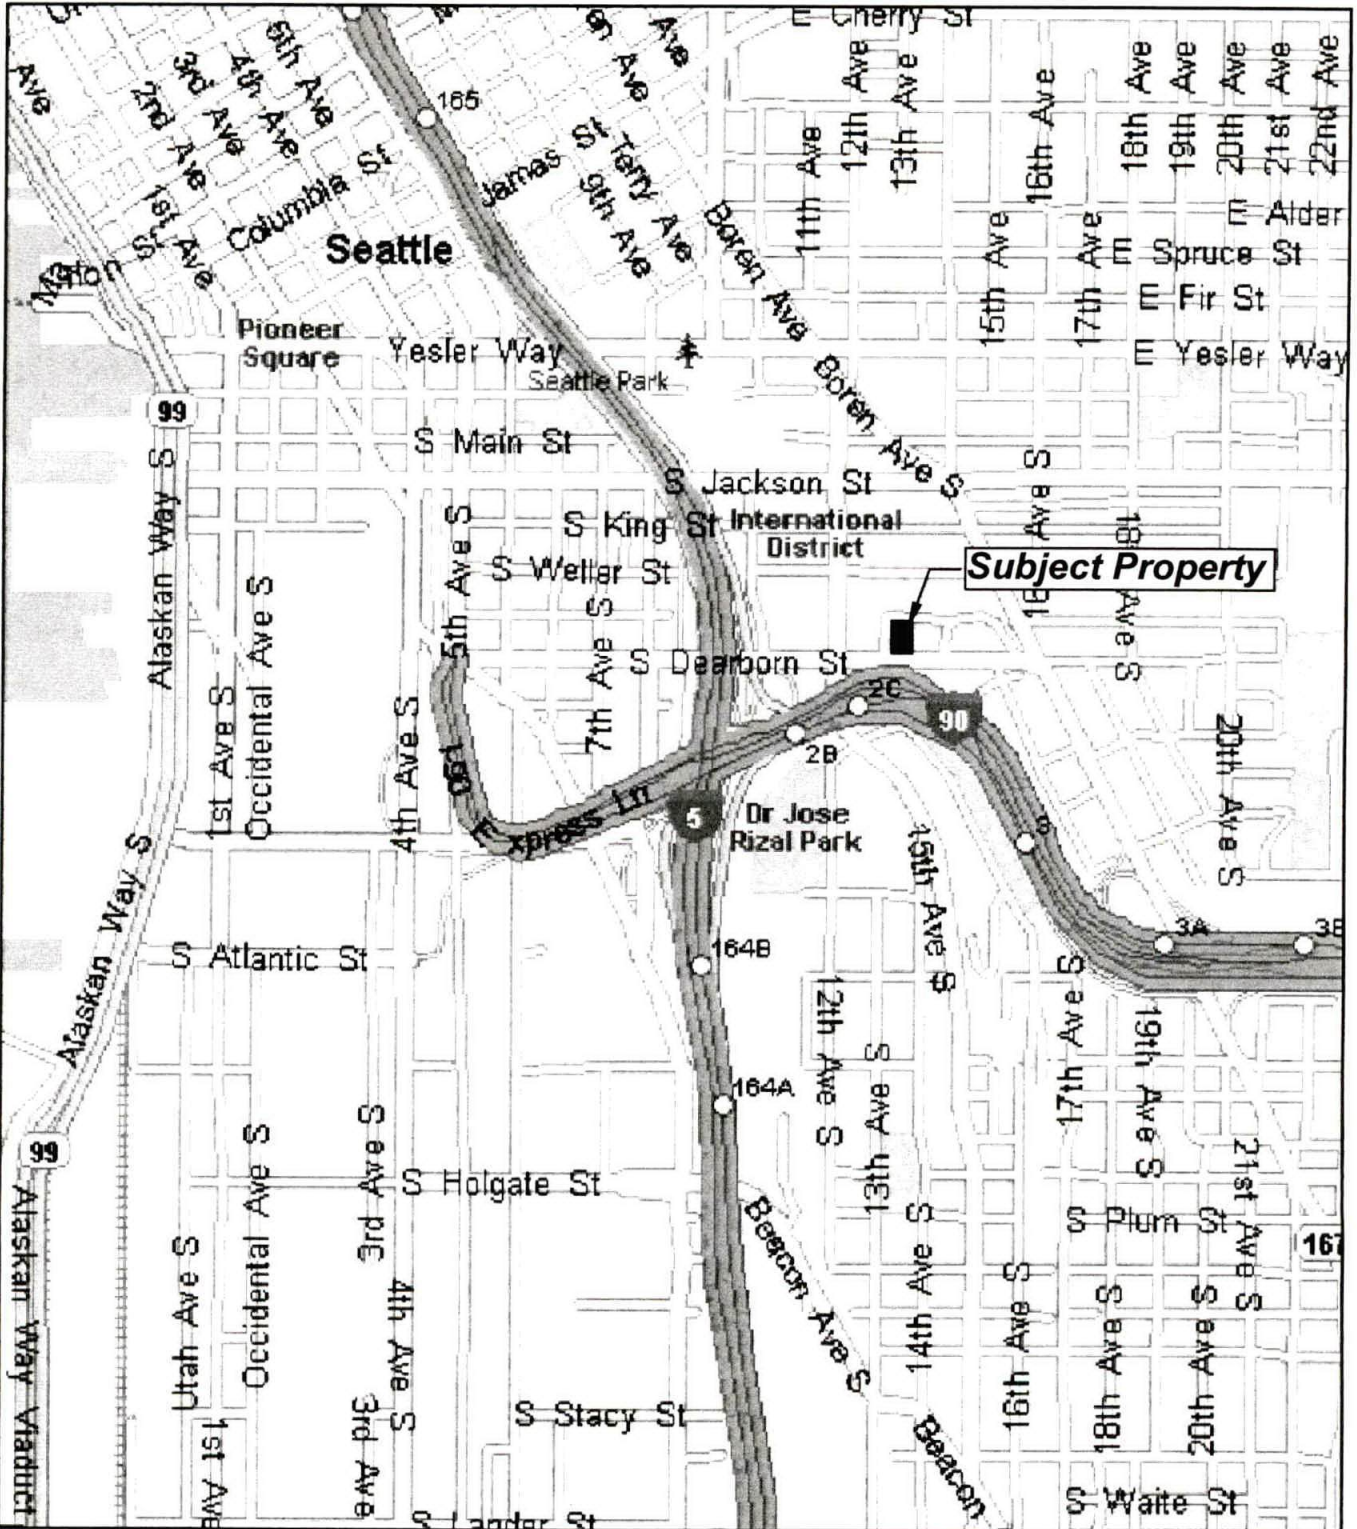 E Cherry St
Ave
6th Ave
3rd Ave
4th Ave
2nd Ave
165
Columbia St
James St
Terry Ave
9th Ave
1st Ave
Ave
11th Ave
12th Ave
13th Ave
16th Ave
18th Ave
19th Ave
20th Ave
21st Ave
22nd Ave
15th Ave
17th Ave
E Alder
E Spruce St
E Fir St
E Yesler Way
Boren Ave
Boren Ave S
Seattle
Pioneer
Square
Yesler Way
Seattle Park
99
S Main St
S Jackson St
S King St
International
District
S Weller St
Subject Property
Alaskan Way S
5th Ave S
Occidental Ave S
7th Ave S
S Dearborn St
18th Ave S
1st Ave S
4th Ave S
I-90
Express Ln
2C
2B
90
5
Dr Jose
Rizal Park
3
20th Ave S
15th Ave S
Alaskan Way S
S Atlantic St
164B
3A
12th Ave S
17th Ave S
19th Ave S
164A
13th Ave S
99
Occidental Ave S
3rd Ave S
S Holgate St
21st Ave S
S Plum St
167
Beacon Ave S
14th Ave S
16th Ave S
18th Ave S
20th Ave S
Alaskan Way Viaduct
Utah Ave S
4th Ave S
S Stacy St
1st Ave
3rd Ave
Beacon
S Waite St
S Lander St